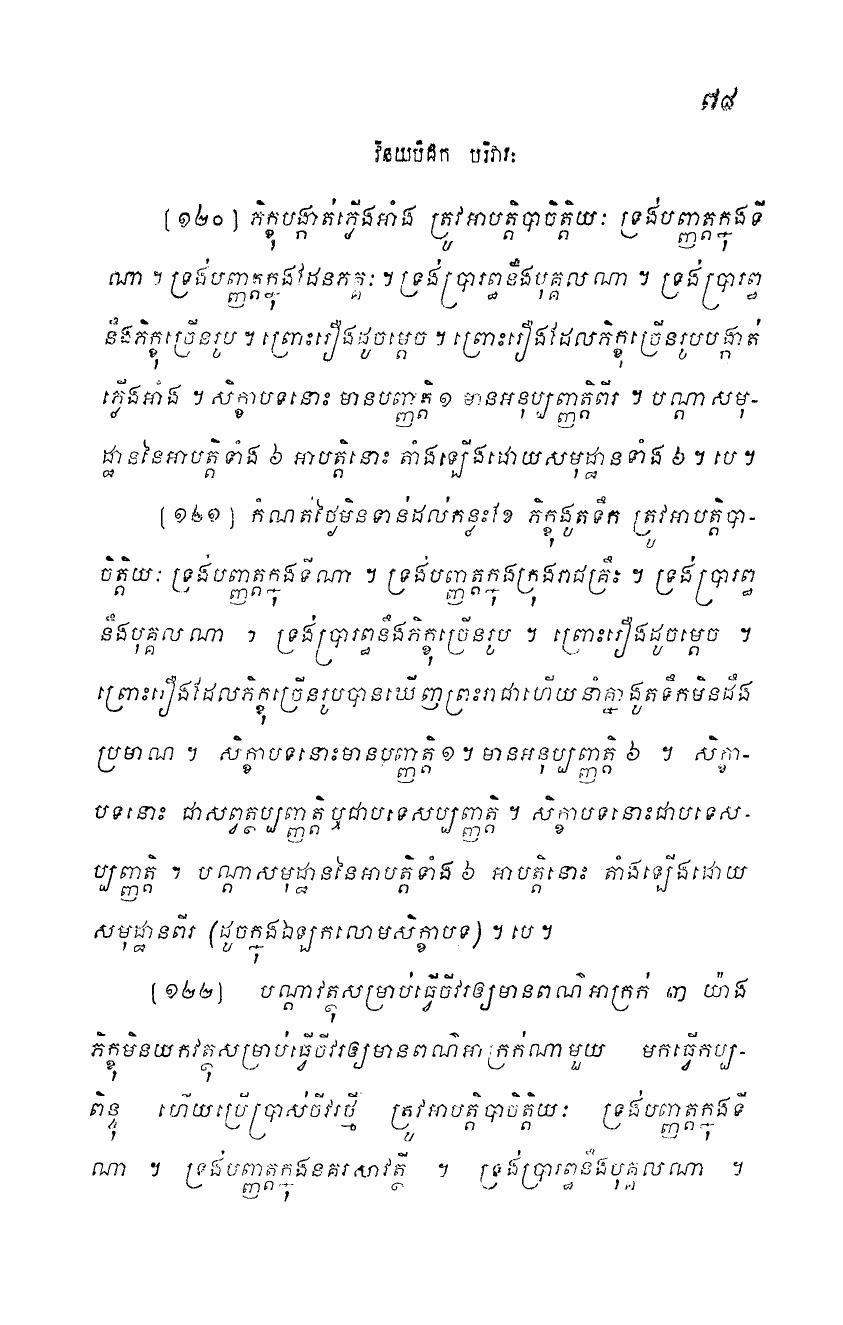 ៧៨
វិនយបិដក បរិវារៈ
(១២០) ភិក្ខុបង្កាត់ភ្លើងអាំង ត្រូវអាបត្តិបាចិត្តិយៈ ទ្រង់បញ្ញត្តក្នុងទី
ណា ។ ទ្រង់បញ្ញត្តក្នុងដែនភគ្គៈ ។ ទ្រង់ប្រារព្ធនឹងបុគ្គលណា ។ ទ្រង់ប្រារព្ធ
នឹងភិក្ខុច្រើនរូប ។ ព្រោះរឿងដូចម្តេច ។ ព្រោះរឿងដែលភិក្ខុច្រើនរូបបង្កាត់
ភ្លើងអាំង ។ សិក្ខាបទនោះ មានបញ្ញត្តិ ១ មានអនុប្បញ្ញត្តិពីរ ។ បណ្តាសមុ-
ដ្ឋាននៃអាបត្តិទាំង ៦ អាបត្តិនោះ តាំងឡើងដោយសមុដ្ឋានទាំង ៦ ។ បេ ។
(១២១) កំណត់ថ្ងៃមិនទាន់ដល់កន្លះខែ ភិក្ខុងូតទឹក ត្រូវអាបត្តិបា-
ចិត្តិយៈ ទ្រង់បញ្ញត្តក្នុងទីណា ។ ទ្រង់បញ្ញត្តក្នុងក្រុងរាជគ្រឹះ ។ ទ្រង់ប្រារព្ធ
នឹងបុគ្គលណា ។ ទ្រង់ប្រារព្ធនឹងភិក្ខុច្រើនរូប ។ ព្រោះរឿងដូចម្តេច ។
ព្រោះរឿងដែលភិក្ខុច្រើនរូបបានឃើញព្រះរាជាហើយនាំគ្នាងូតទឹកមិនដឹង
ប្រមាណ ។ សិក្ខាបទនោះមានបញ្ញត្តិ ១ ។ មានអនុប្បញ្ញត្តិ ៦ ។ សិក្ខា-
បទនោះ ជាសព្វត្ថប្បញ្ញត្តិ ឬជាបទេសប្បញ្ញត្តិ ។ សិក្ខាបទនោះជាបទេស-
ប្បញ្ញត្តិ ។ បណ្តាសមុដ្ឋាននៃអាបត្តិទាំង ៦ អាបត្តិនោះ តាំងឡើងដោយ
សមុដ្ឋានពីរ (ដូចក្នុងឯឡកលោមសិក្ខាបទ) ។ បេ ។
(១២២) បណ្តាវត្ថុសម្រាប់ធ្វើចីវរឲ្យមានពណ៌អាក្រក់ ៣ យ៉ាង
ភិក្ខុមិនយកវត្ថុសម្រាប់ធ្វើចីវរឲ្យមានពណ៌អាក្រក់ណាមួយ មកធ្វើកប្ប-
ពិន្ទុ ហើយប្រើប្រាស់ចីវរថ្មី ត្រូវអាបត្តិបាចិត្តិយៈ ទ្រង់បញ្ញត្តក្នុងទី
ណា ។ ទ្រង់បញ្ញត្តក្នុងនគរសាវត្ថី ។ ទ្រង់ប្រារព្ធនឹងបុគ្គលណា ។